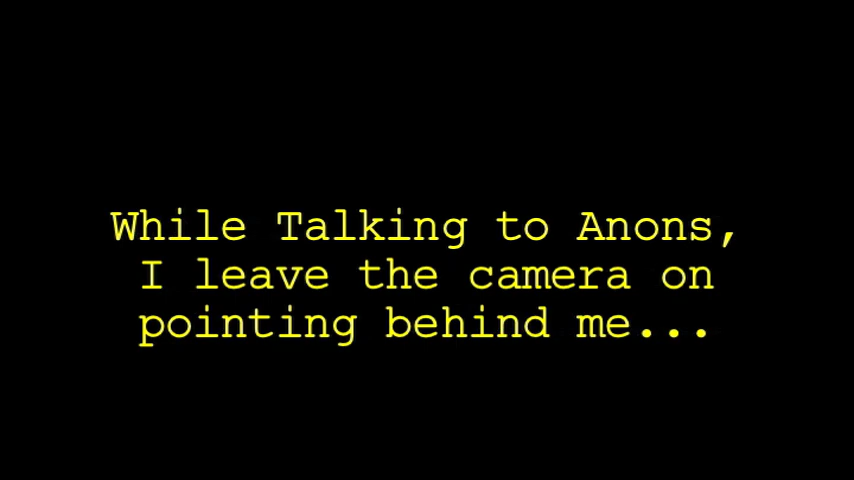 While Talking to Anons,
I leave the camera on
pointing behind me...